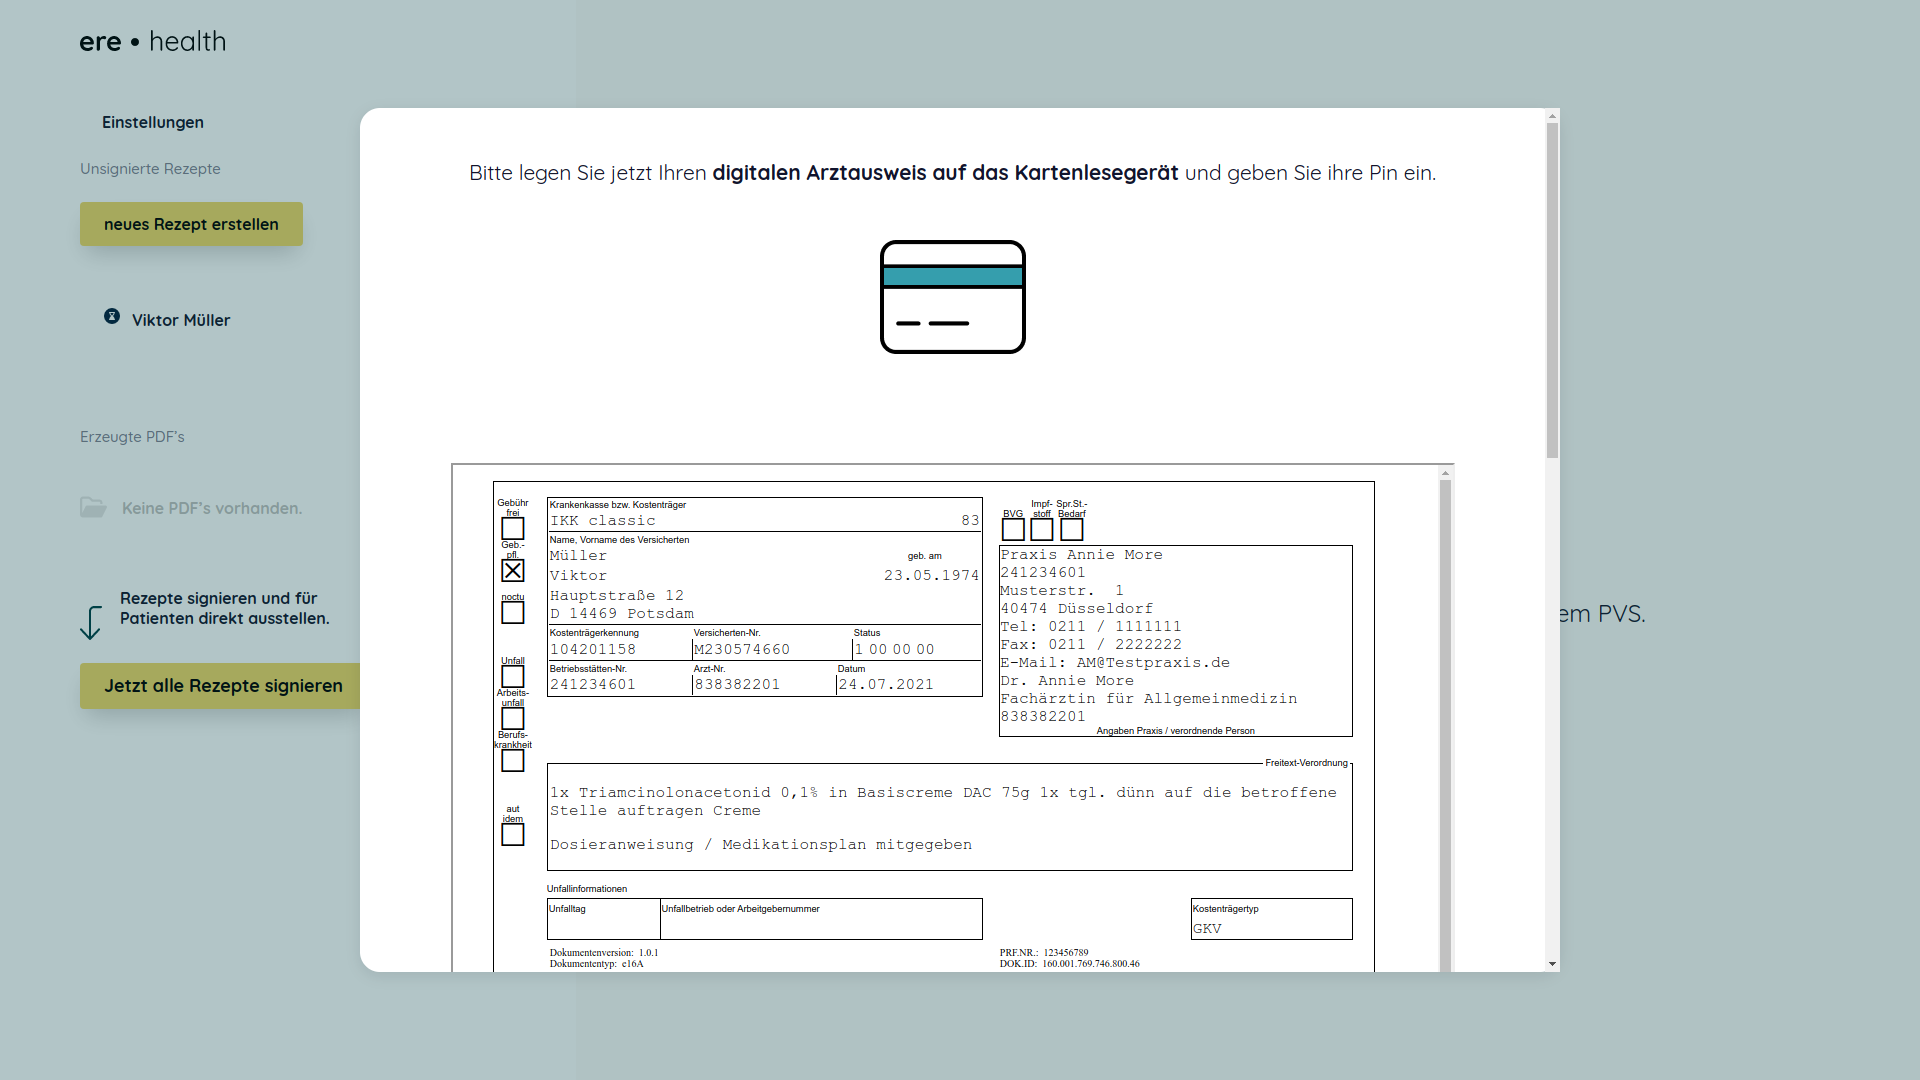 ere • health
Einstellungen
Unsignierte Rezepte
neues Rezept erstellen
Viktor Müller
Erzeugte PDF's
Keine PDF's vorhanden.
Rezepte signieren und für
Patienten direkt ausstellen.
Jetzt alle Rezepte signieren
Bitte legen Sie jetzt Ihren digitalen Arztausweis auf das Kartenlesegerät und geben Sie ihre Pin ein.
Gebühr
frei
Geb.-
pfl.
noctu
Unfall
Arbeits-
unfall
Berufs-
krankheit
aut
idem
Krankenkasse bzw. Kostenträger
IKK classic 83
Name, Vorname des Versicherten
Müller geb. am
Viktor 23.05.1974
Hauptstraße 12
D 14469 Potsdam
Kostenträgerkennung Versicherten-Nr. Status
104201158 M230574660 1 00 00 00
Betriebsstätten-Nr. Arzt-Nr. Datum
241234601 838382201 24.07.2021
Impf- Spr.St.-
BVG stoff Bedarf
Praxis Annie More
241234601
Musterstr. 1
40474 Düsseldorf
Tel: 0211 / 1111111
Fax: 0211 / 2222222
E-Mail: AM@Testpraxis.de
Dr. Annie More
Fachärztin für Allgemeinmedizin
838382201
Angaben Praxis / verordnende Person
Freitext-Verordnung
1x Triamcinolonacetonid 0,1% in Basiscreme DAC 75g 1x tgl. dünn auf die betroffene
Stelle auftragen Creme
Dosieranweisung / Medikationsplan mitgegeben
Unfallinformationen
Unfalltag Unfallbetrieb oder Arbeitgebernummer
Kostenträgertyp
GKV
Dokumentenversion: 1.0.1
Dokumententyp: e16A
PRF.NR.: 123456789
DOK.ID: 160.001.769.746.800.46
em PVS.